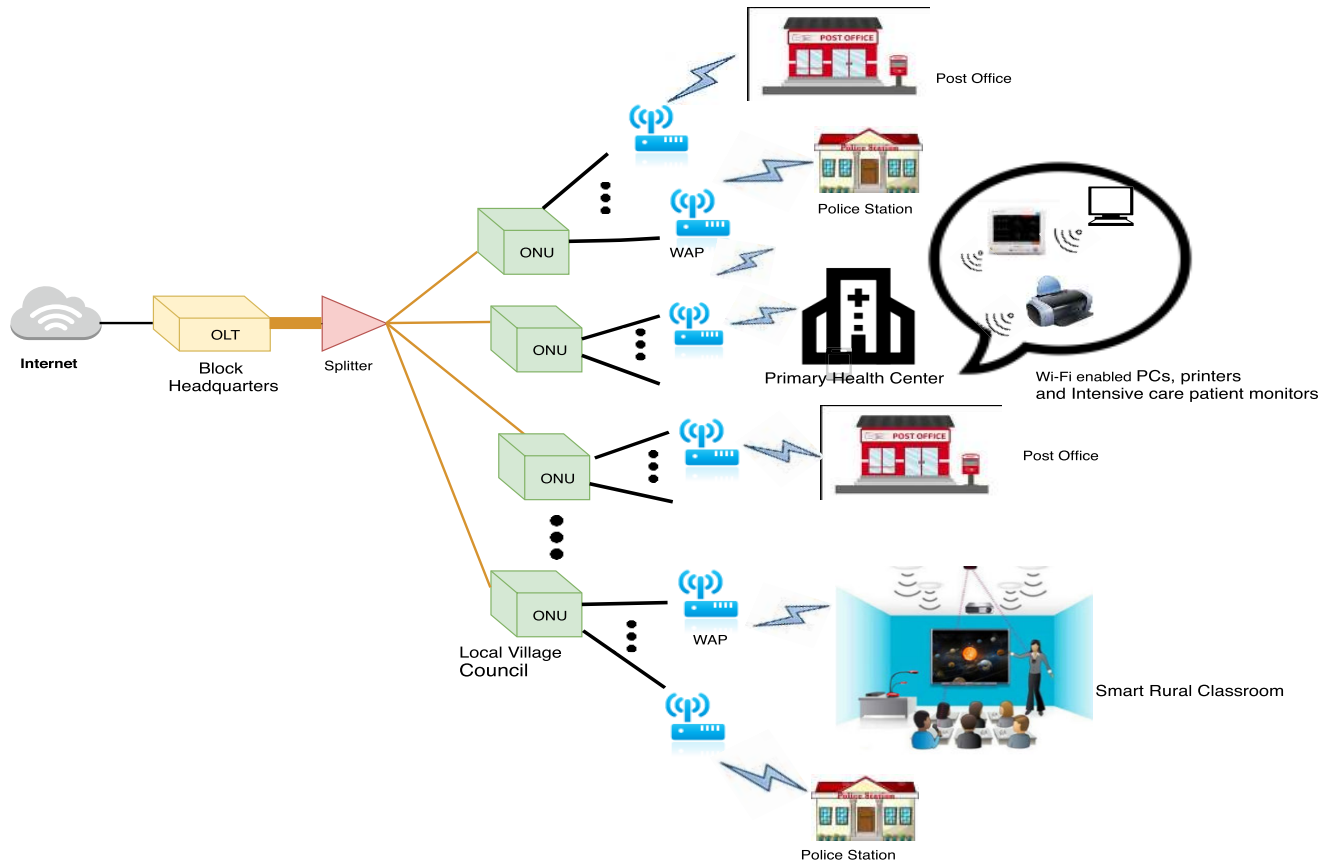 POST OFFICE
Post Office
Police Station
Police Station
ONU
WAP
Internet
OLT
Block
Headquarters
Splitter
ONU
Primary Health Center
Wi-Fi enabled PCs, printers
and Intensive care patient monitors
ONU
POST OFFICE
Post Office
ONU
Local Village
Council
WAP
Smart Rural Classroom
Police Station
Police Station